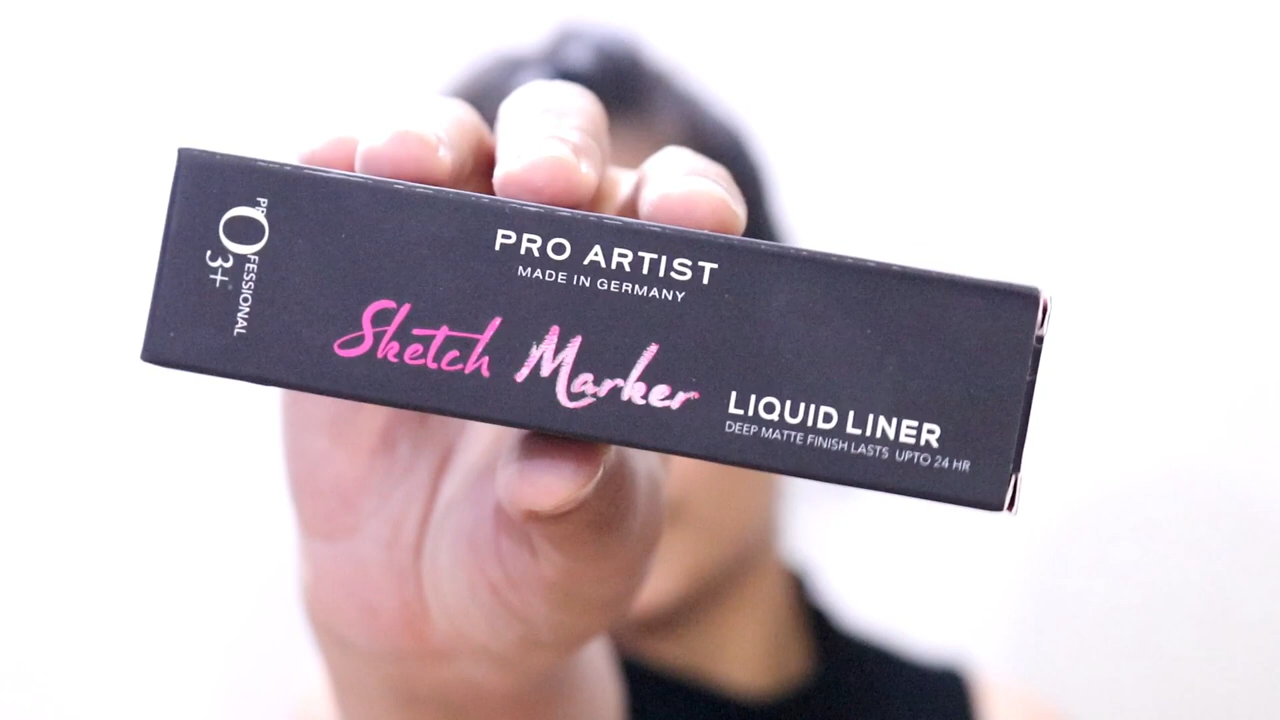 PROFESSIONAL
O3+
PRO ARTIST
MADE IN GERMANY
Sketch Marker
LIQUID LINER
DEEP MATTE FINISH LASTS UPTO 24 HR